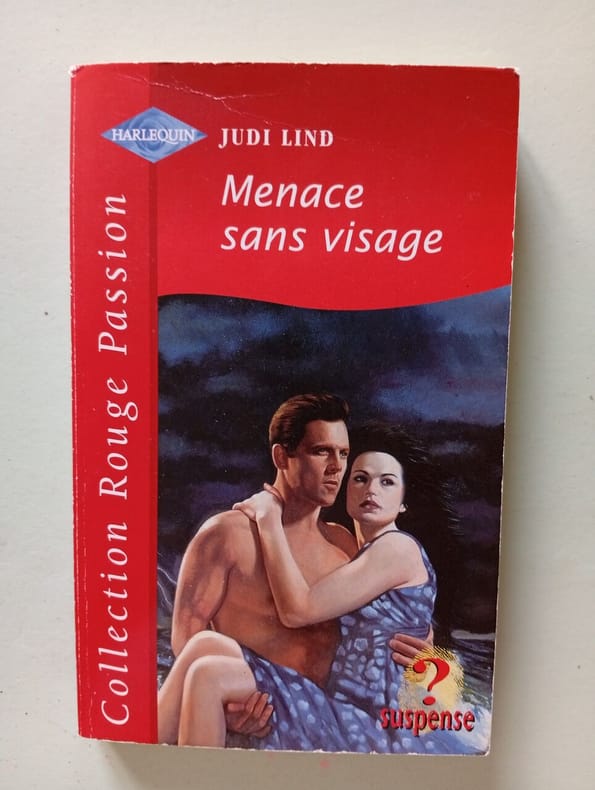 HARLEQUIN
JUDI LIND
Menace
sans visage
Collection Rouge Passion
?
suspense